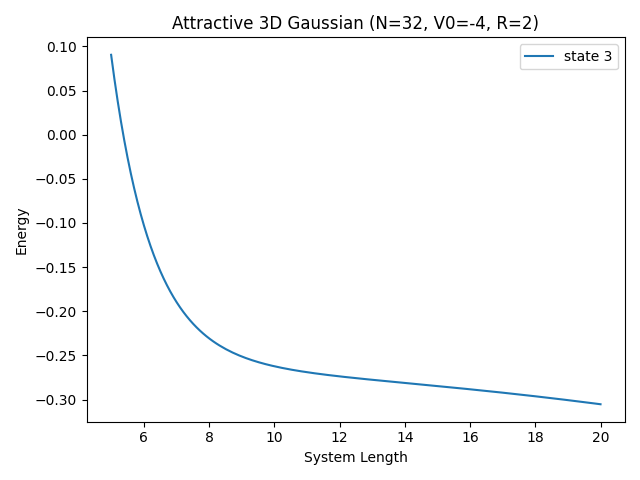 Attractive 3D Gaussian (N=32, V0=-4, R=2)
state 3
0.10
0.05
0.00
−0.05
−0.10
−0.15
−0.20
−0.25
−0.30
Energy
6 8 10 12 14 16 18 20
System Length